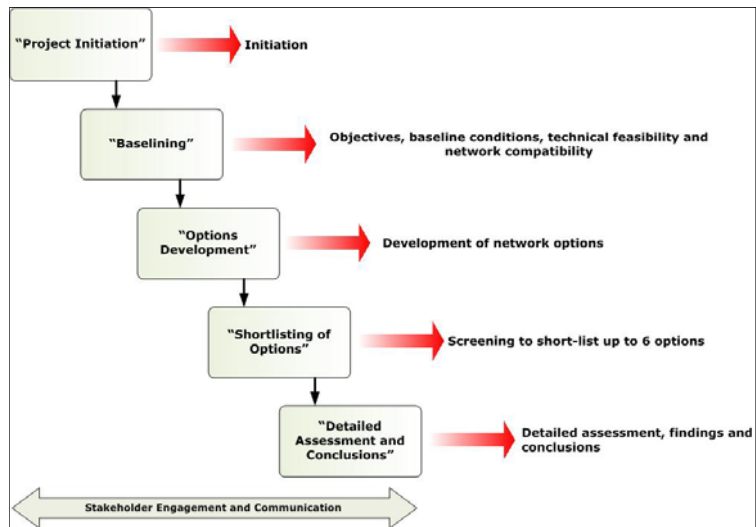 “Project Initiation”
Initiation
“Baselining”
Objectives, baseline conditions, technical feasibility and
network compatibility
“Options
Development”
Development of network options
“Shortlisting of
Options”
Screening to short-list up to 6 options
“Detailed
Assessment and
Conclusions”
Detailed assessment, findings and
conclusions
Stakeholder Engagement and Communication